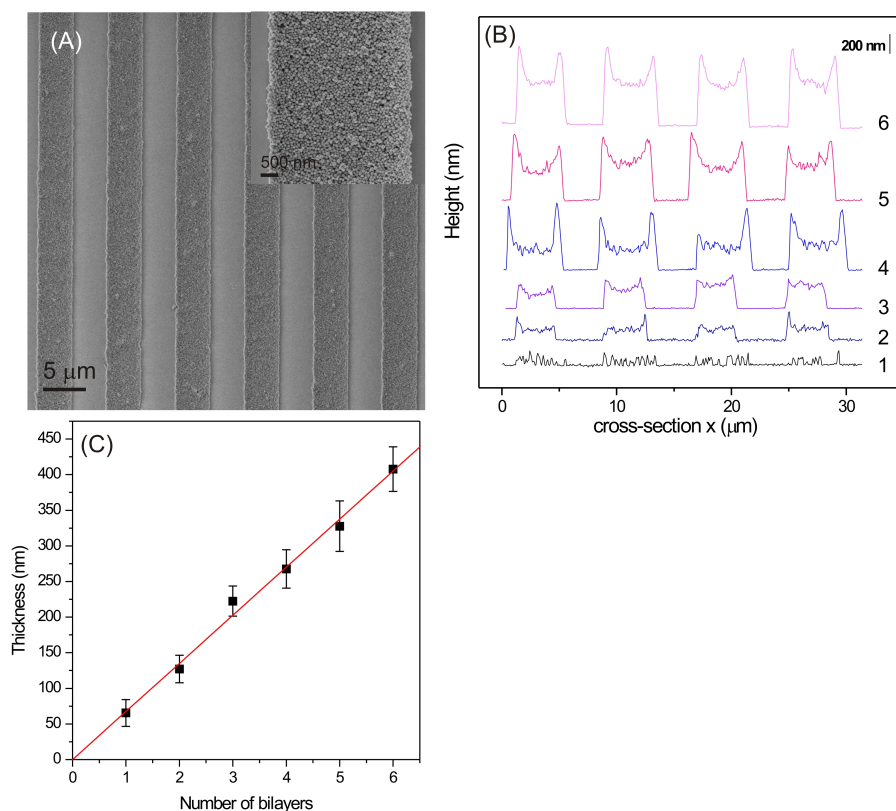 (A)
500 nm
5 μm
(B)
200 nm
6
5
4
3
2
1
Height (nm)
0 10 20 30
cross-section x (μm)
(C)
450
400
350
300
250
200
150
100
50
0
Thickness (nm)
0 1 2 3 4 5 6
Number of bilayers